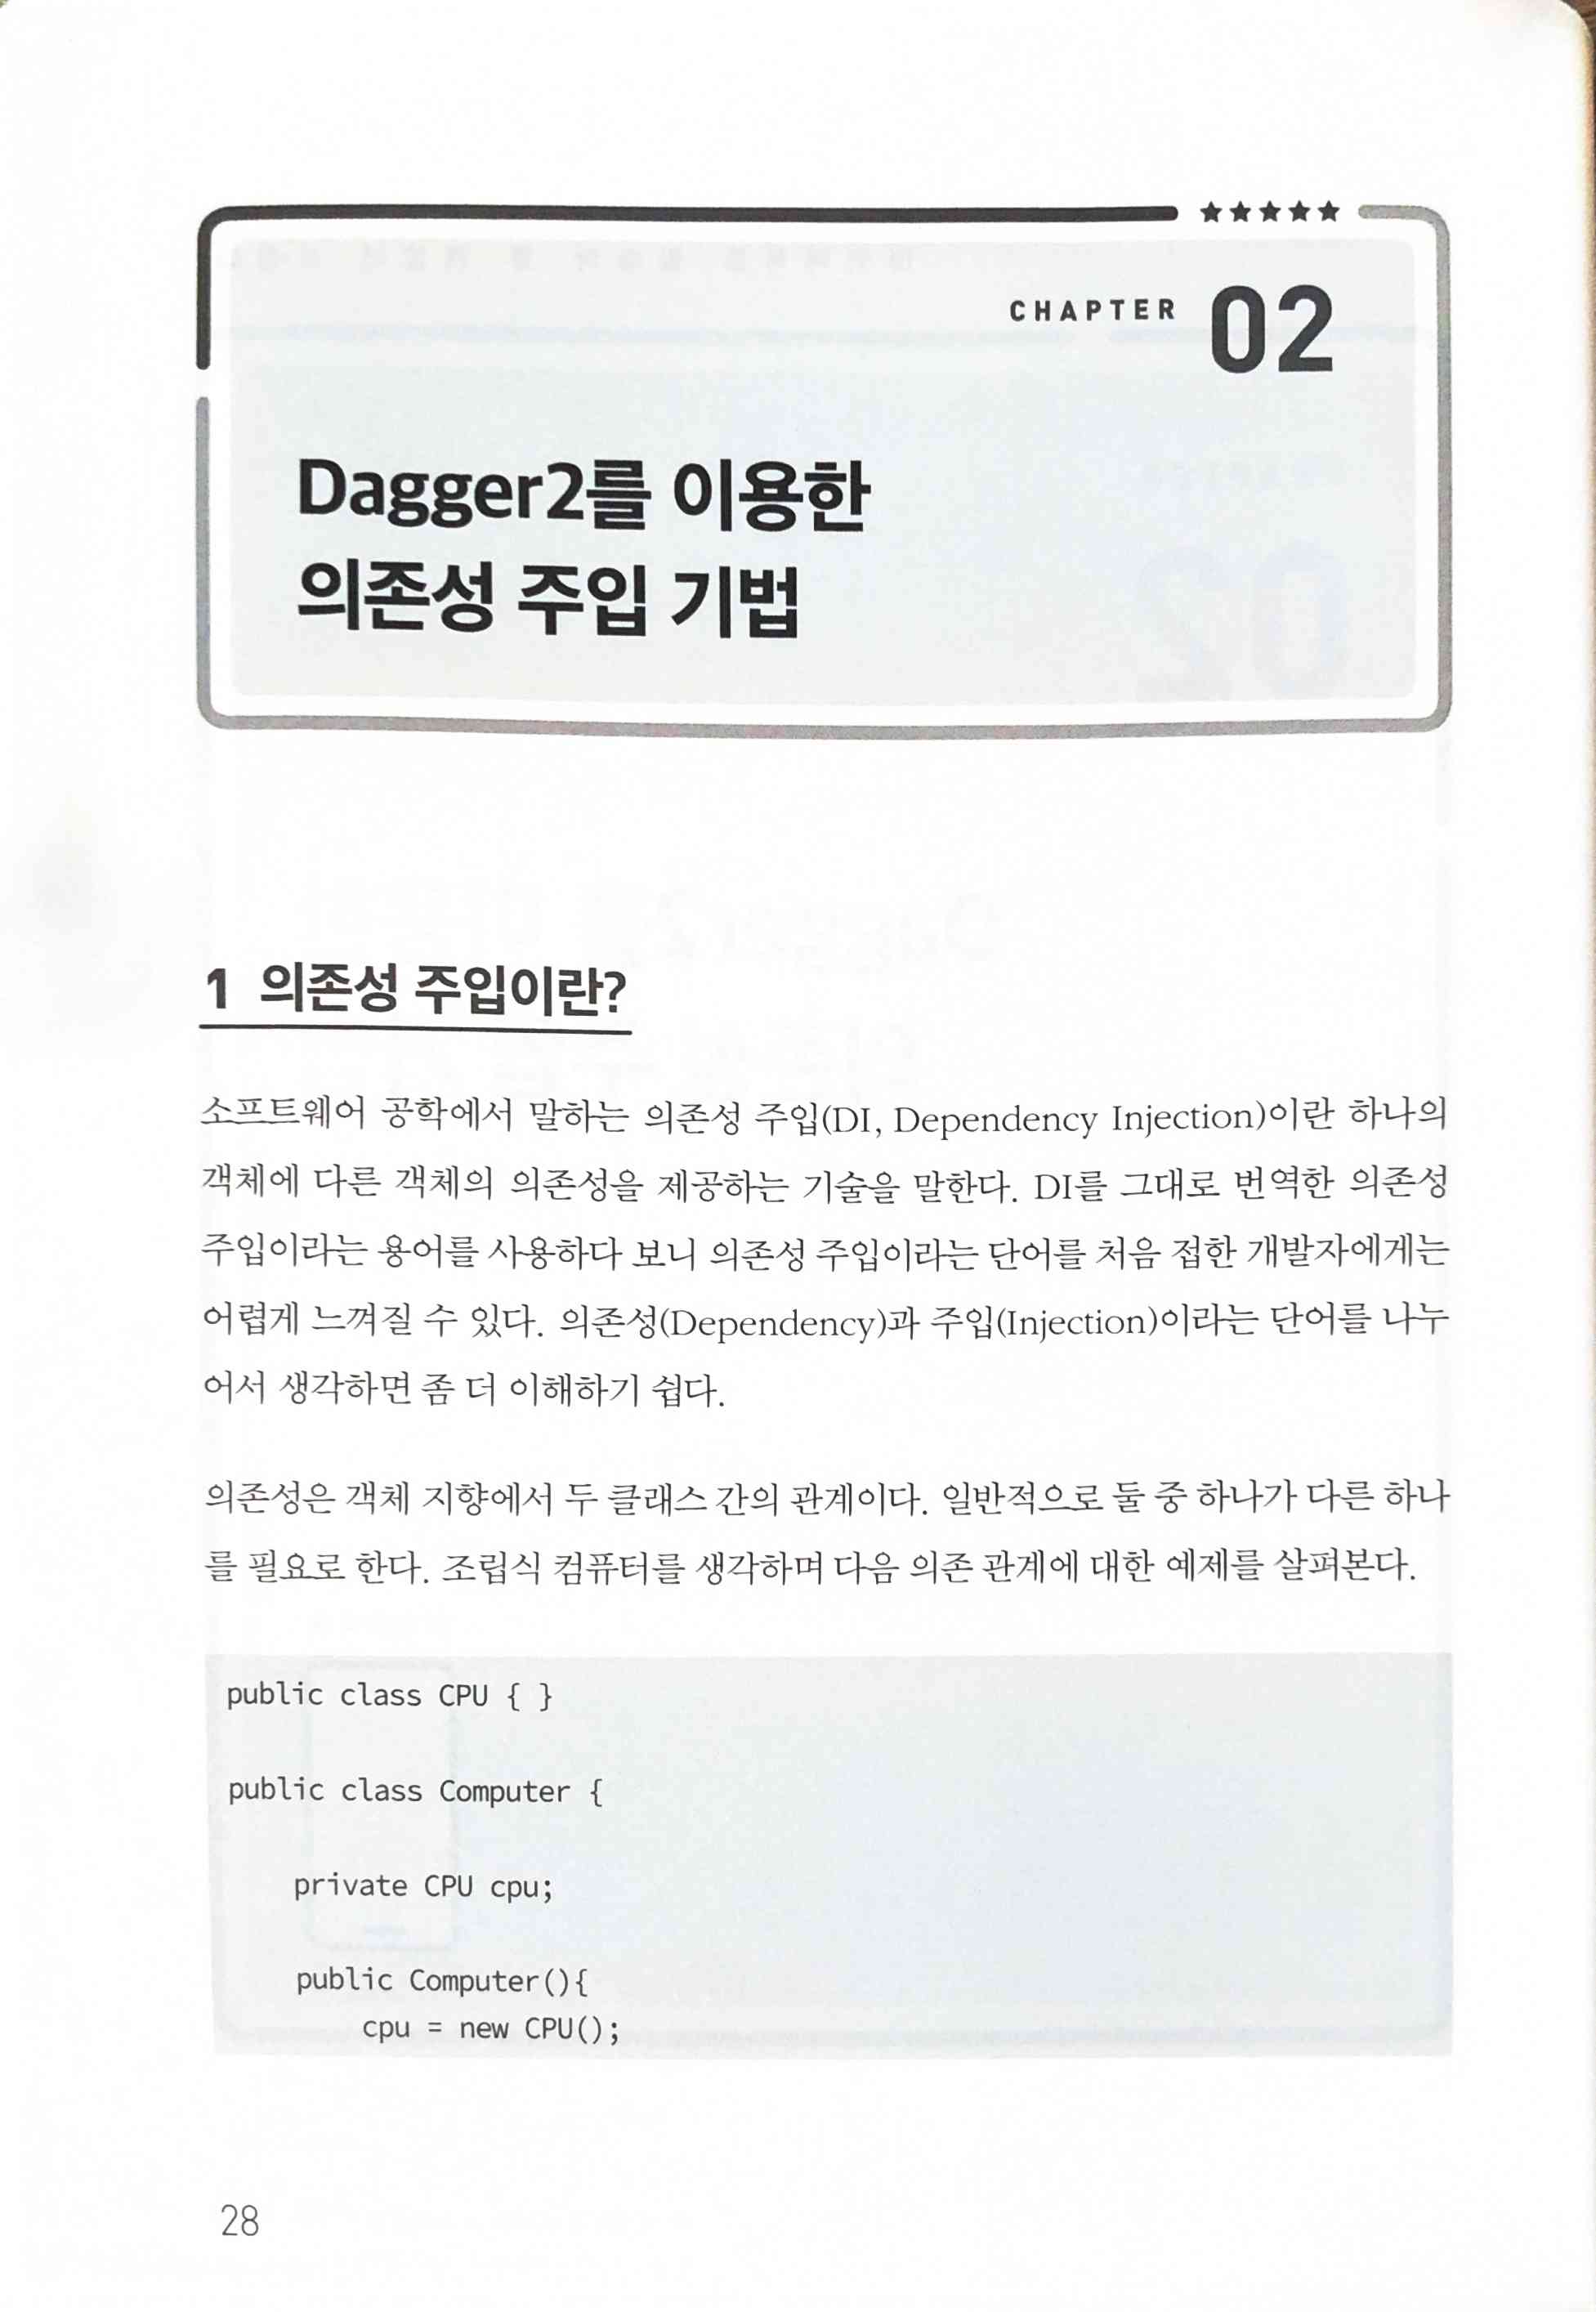 ★★★★★
CHAPTER 02
Dagger2를 이용한
의존성 주입 기법
1 의존성 주입이란?
소프트웨어 공학에서 말하는 의존성 주입(DI, Dependency Injection)이란 하나의
객체에 다른 객체의 의존성을 제공하는 기술을 말한다. DI를 그대로 번역한 의존성
주입이라는 용어를 사용하다 보니 의존성 주입이라는 단어를 처음 접한 개발자에게는
어렵게 느껴질 수 있다. 의존성(Dependency)과 주입(Injection)이라는 단어를 나누
어서 생각하면 좀 더 이해하기 쉽다.
의존성은 객체 지향에서 두 클래스 간의 관계이다. 일반적으로 둘 중 하나가 다른 하나
를 필요로 한다. 조립식 컴퓨터를 생각하며 다음 의존 관계에 대한 예제를 살펴본다.
public class CPU { }
public class Computer {
    private CPU cpu;
    public Computer(){
        cpu = new CPU();
28